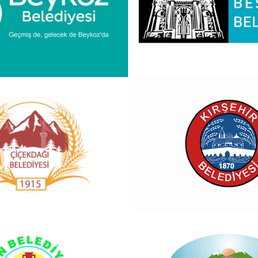 Beykoz
Belediyesi
Geçmiş de, gelecek de Beykoz'da
ÇİÇEKDAĞI
BELEDİYESİ
1915
KIRŞEHİR
1870
BELEDİYESİ